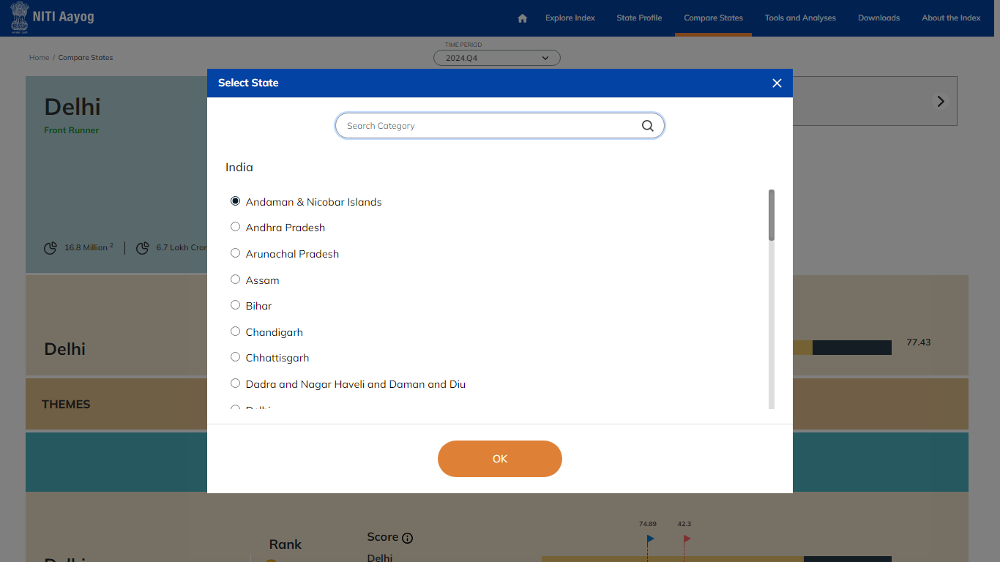 NITI Aayog
Explore Index
State Profile
Compare States
Tools and Analyses
Downloads
About the Index
Home / Compare States
TIME PERIOD
2024.Q4
Delhi
Front Runner
16.8 Million 2
6.7 Lakh Cror
Select State
Search Category
India
Andaman & Nicobar Islands
Andhra Pradesh
Arunachal Pradesh
Assam
Bihar
Chandigarh
Chhattisgarh
Dadra and Nagar Haveli and Daman and Diu
Delhi
OK
Delhi
77.43
THEMES
74.89
42.3
Delhi
Rank
Score
Delhi